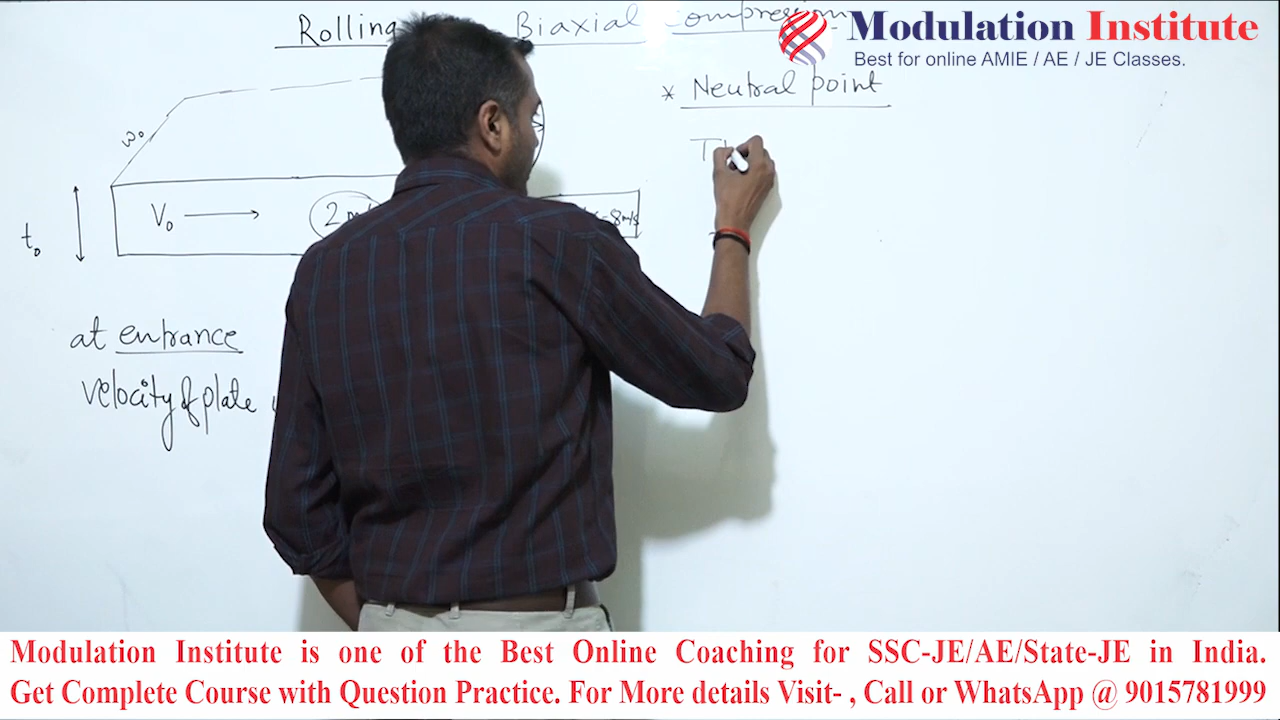 Rolling Biaxial Compression
Modulation Institute
Best for online AMIE / AE / JE Classes.
* Neutral point
w₀
V₀
t₀
at entrance
velocity of plate
Modulation Institute is one of the Best Online Coaching for SSC-JE/AE/State-JE in India.
Get Complete Course with Question Practice. For More details Visit- , Call or WhatsApp @ 9015781999